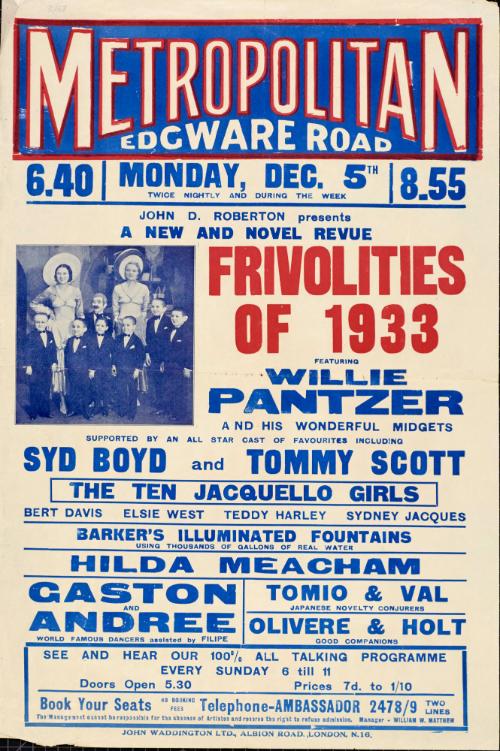 METROPOLITAN
EDGWARE ROAD
6.40 MONDAY, DEC. 5TH 8.55
TWICE NIGHTLY AND DURING THE WEEK
JOHN D. ROBERTON presents
A NEW AND NOVEL REVUE
FRIVOLITIES
OF 1933
FEATURING
WILLIE
PANTZER
AND HIS WONDERFUL MIDGETS
SUPPORTED BY AN ALL STAR CAST OF FAVOURITES INCLUDING
SYD BOYD and TOMMY SCOTT
THE TEN JACQUELLO GIRLS
BERT DAVIS ELSIE WEST TEDDY HARLEY SYDNEY JACQUES
BARKER'S ILLUMINATED FOUNTAINS
USING THOUSANDS OF GALLONS OF REAL WATER
HILDA MEACHAM
GASTON
AND
ANDREE
WORLD FAMOUS DANCERS assisted by FILIPE
TOMIO & VAL
JAPANESE NOVELTY CONJURERS
OLIVERE & HOLT
GOOD COMPANIONS
SEE AND HEAR OUR 100% ALL TALKING PROGRAMME
EVERY SUNDAY 6 till 11
Doors Open 5.30 Prices 7d. to 1/10
Book Your Seats NO BOOKING FEES Telephone-AMBASSADOR 2478/9 TWO LINES
The Management cannot be responsible for the absence of Artistes and reserve the right to refuse admission. Manager - WILLIAM W. MATTHEW
JOHN WADDINGTON LTD., ALBION ROAD, LONDON, N.16.